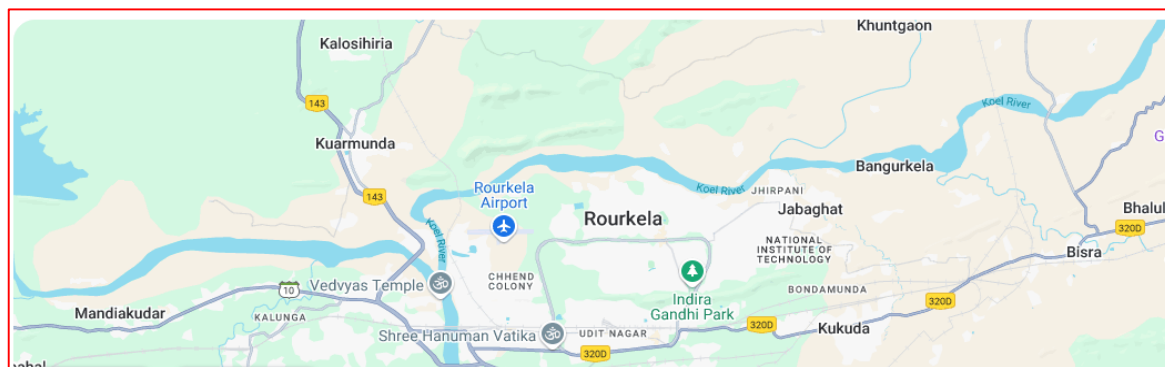 Khuntgaon
Kalosihiria
143
Koel River
G
Kuarmunda
Bangurkela
143
Rourkela
Airport
Koel River
JHIRPANI
Jabaghat
Bhalul
Rourkela
320D
Koel River
NATIONAL
INSTITUTE OF
TECHNOLOGY
Bisra
CHHEND
COLONY
10
Vedvyas Temple
Indira
Gandhi Park
BONDAMUNDA
320D
Mandiakudar
KALUNGA
Shree Hanuman Vatika
UDIT NAGAR
320D
Kukuda
320D